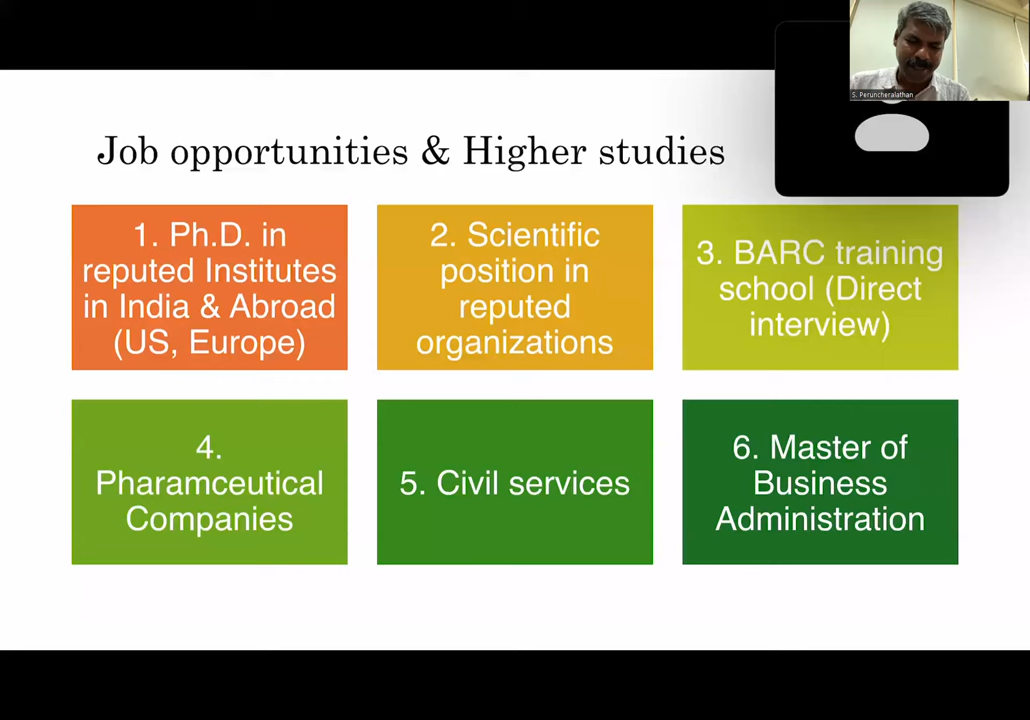 S. Peruncheralathan
Job opportunities & Higher studies
1. Ph.D. in
reputed Institutes
in India & Abroad
(US, Europe)
2. Scientific
position in
reputed
organizations
3. BARC training
school (Direct
interview)
4.
Pharamceutical
Companies
5. Civil services
6. Master of
Business
Administration